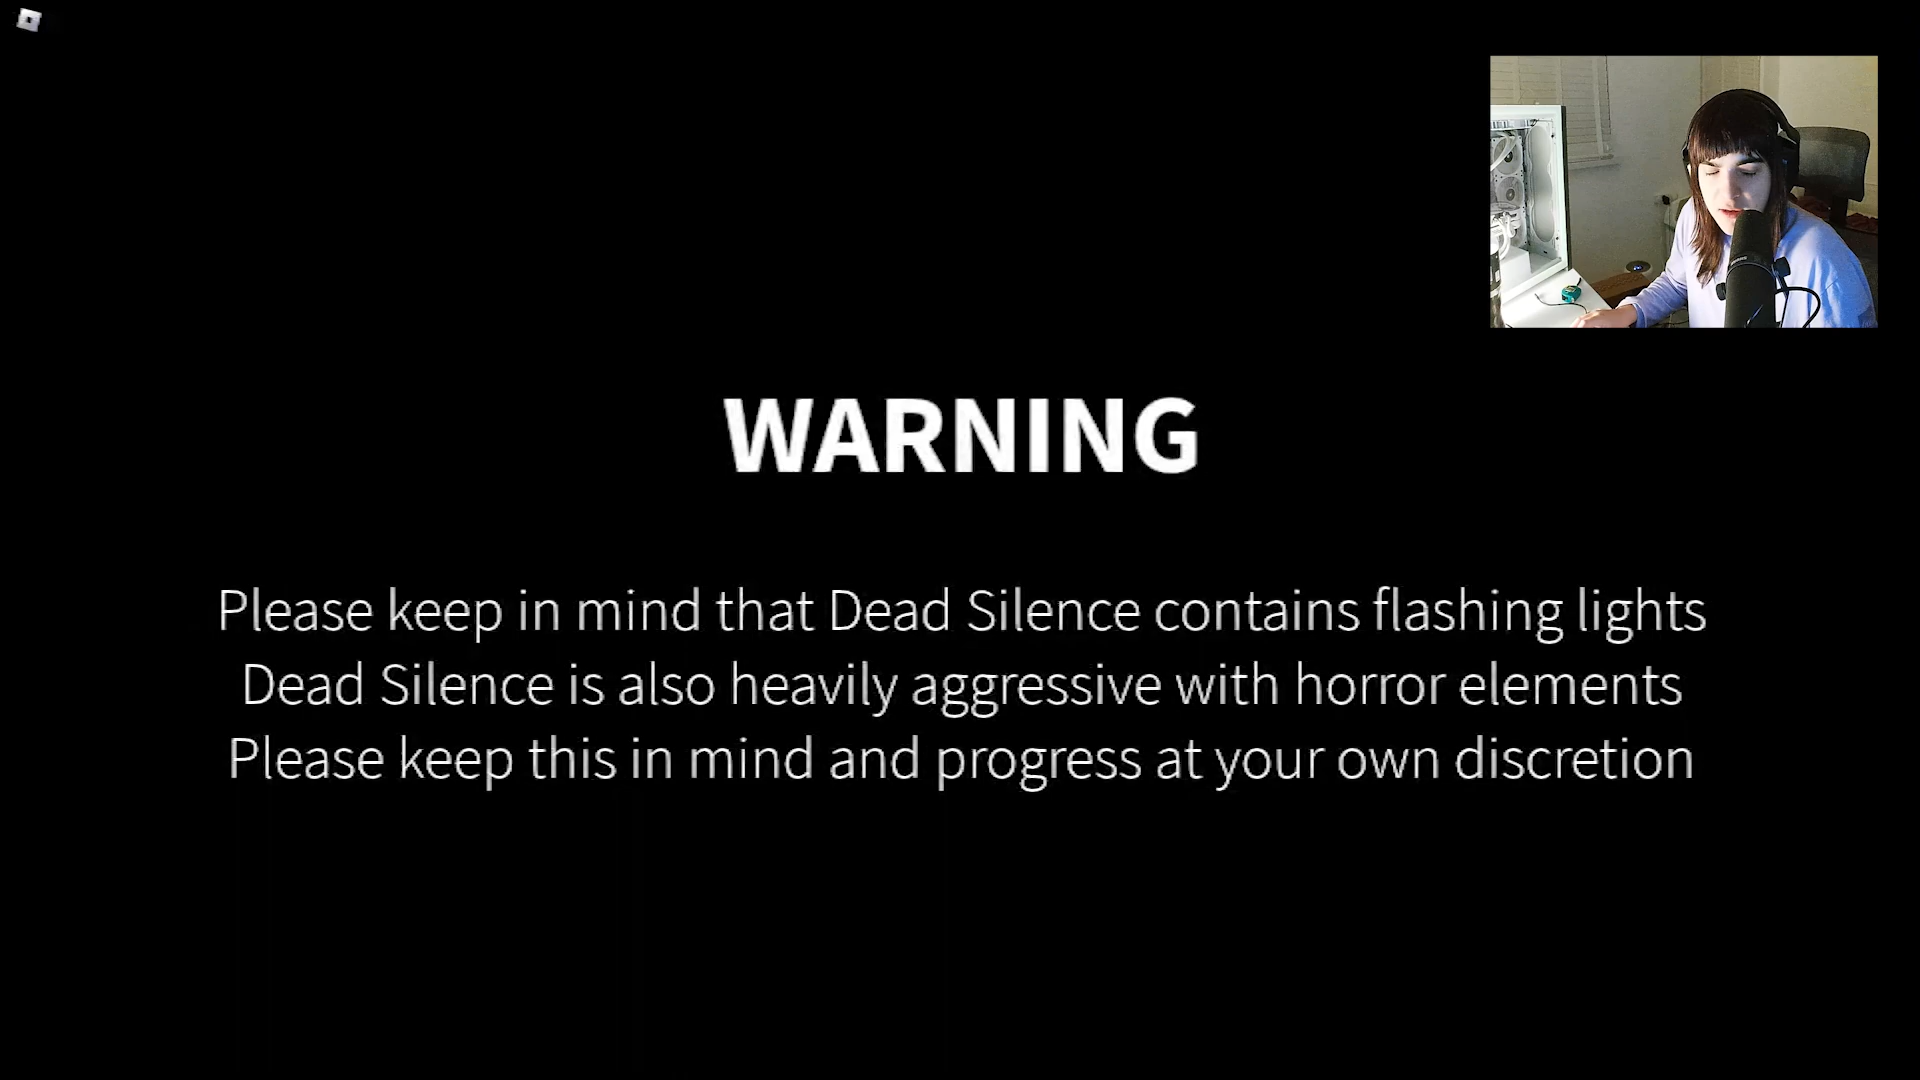 WARNING
Please keep in mind that Dead Silence contains flashing lights
Dead Silence is also heavily aggressive with horror elements
Please keep this in mind and progress at your own discretion